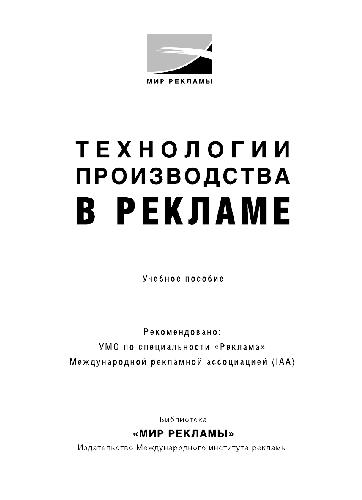 МИР РЕКЛАМЫ
ТЕХНОЛОГИИ
ПРОИЗВОДСТВА
В РЕКЛАМЕ
Учебное пособие
Рекомендовано:
УМО по специальности «Реклама»
Международной рекламной ассоциацией (IAA)
Библиотека
«МИР РЕКЛАМЫ»
Издательство Международного института рекламы